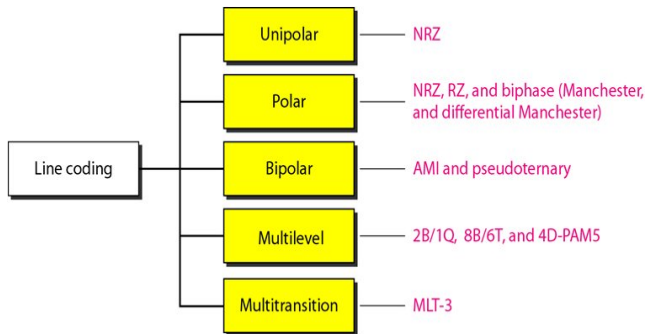 Unipolar
NRZ
Polar
NRZ, RZ, and biphase (Manchester,
and differential Manchester)
Line coding
Bipolar
AMI and pseudoternary
Multilevel
2B/1Q, 8B/6T, and 4D-PAM5
Multitransition
MLT-3